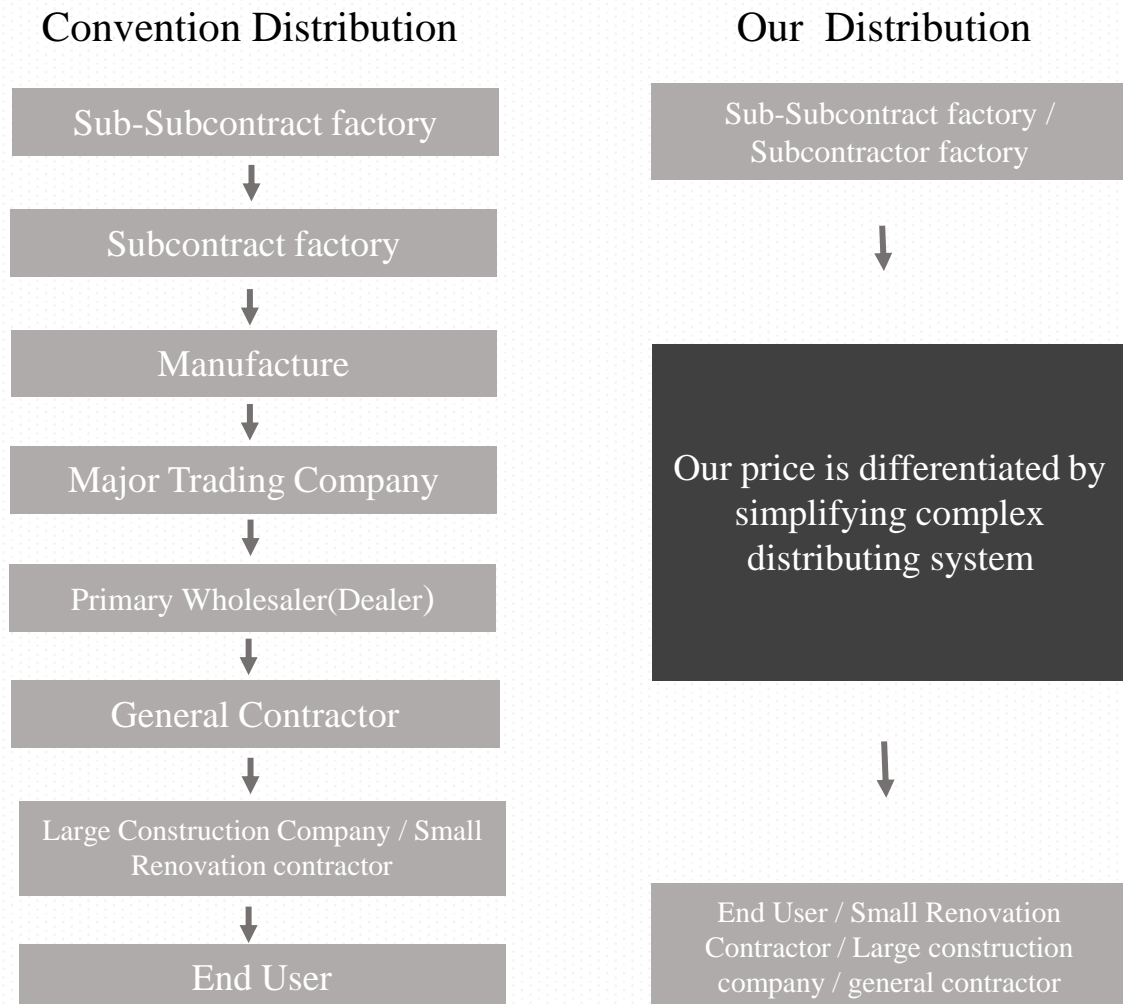 Convention Distribution
Sub-Subcontract factory
Subcontract factory
Manufacture
Major Trading Company
Primary Wholesaler(Dealer)
General Contractor
Large Construction Company / Small
Renovation contractor
End User
Our Distribution
Sub-Subcontract factory /
Subcontractor factory
Our price is differentiated by
simplifying complex
distributing system
End User / Small Renovation
Contractor / Large construction
company / general contractor